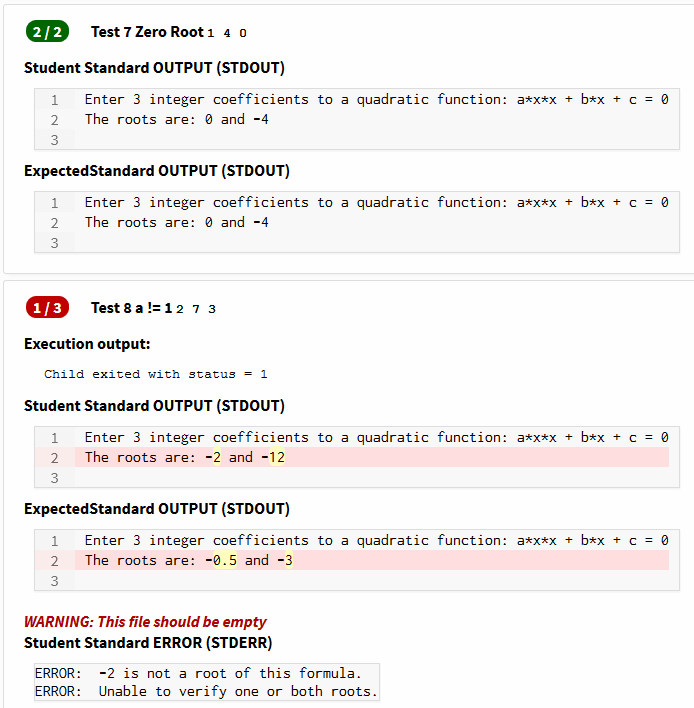 2 / 2 Test 7 Zero Root 1 4 0
Student Standard OUTPUT (STDOUT)
1 Enter 3 integer coefficients to a quadratic function: a*x*x + b*x + c = 0
2 The roots are: 0 and -4
3
ExpectedStandard OUTPUT (STDOUT)
1 Enter 3 integer coefficients to a quadratic function: a*x*x + b*x + c = 0
2 The roots are: 0 and -4
3
1 / 3 Test 8 a != 1 2 7 3
Execution output:
Child exited with status = 1
Student Standard OUTPUT (STDOUT)
1 Enter 3 integer coefficients to a quadratic function: a*x*x + b*x + c = 0
2 The roots are: -2 and -12
3
ExpectedStandard OUTPUT (STDOUT)
1 Enter 3 integer coefficients to a quadratic function: a*x*x + b*x + c = 0
2 The roots are: -0.5 and -3
3
WARNING: This file should be empty
Student Standard ERROR (STDERR)
ERROR:  -2 is not a root of this formula.
ERROR:  Unable to verify one or both roots.